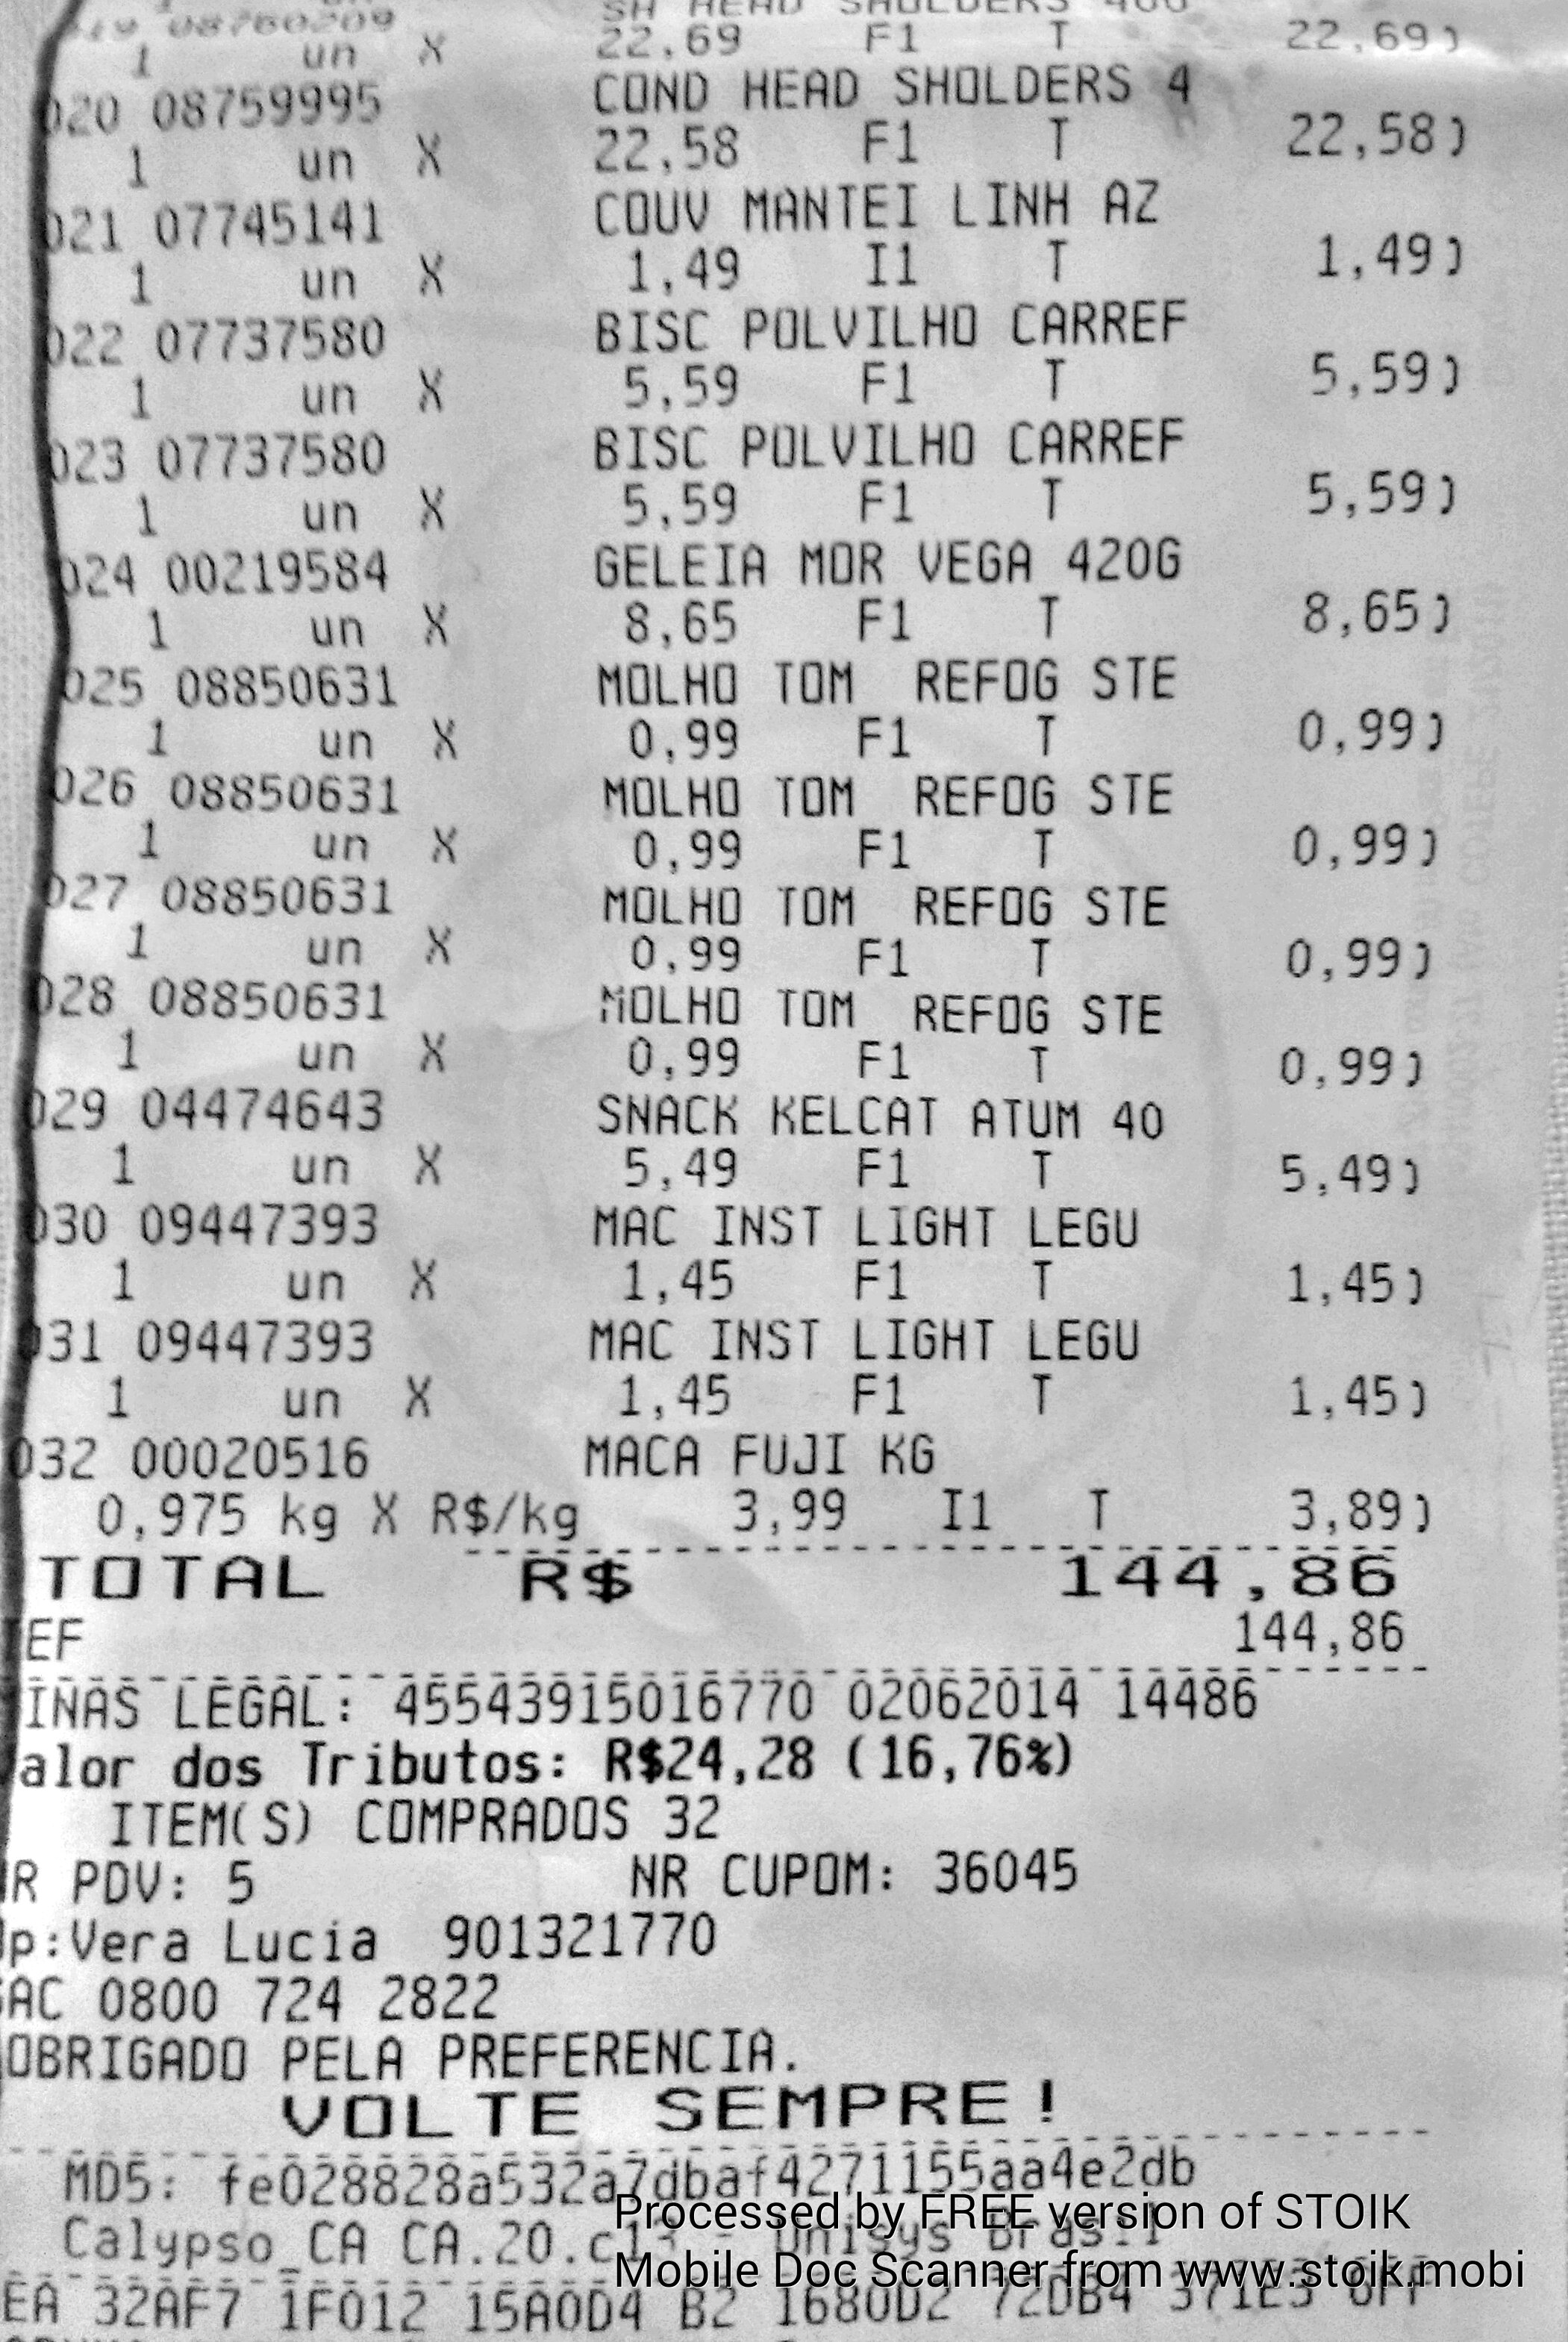 019 08760209 SH HEAD SHOLDERS 400
1 un X 22,69 F1 T 22,69)
020 08759995 COND HEAD SHOLDERS 4
1 un X 22,58 F1 T 22,58)
021 07745141 COUV MANTEI LINH AZ
1 un X 1,49 I1 T 1,49)
022 07737580 BISC POLVILHO CARREF
1 un X 5,59 F1 T 5,59)
023 07737580 BISC POLVILHO CARREF
1 un X 5,59 F1 T 5,59)
024 00219584 GELEIA MOR VEGA 420G
1 un X 8,65 F1 T 8,65)
025 08850631 MOLHO TOM REFOG STE
1 un X 0,99 F1 T 0,99)
026 08850631 MOLHO TOM REFOG STE
1 un X 0,99 F1 T 0,99)
027 08850631 MOLHO TOM REFOG STE
1 un X 0,99 F1 T 0,99)
028 08850631 MOLHO TOM REFOG STE
1 un X 0,99 F1 T 0,99)
029 04474643 SNACK KELCAT ATUM 40
1 un X 5,49 F1 T 5,49)
030 09447393 MAC INST LIGHT LEGU
1 un X 1,45 F1 T 1,45)
031 09447393 MAC INST LIGHT LEGU
1 un X 1,45 F1 T 1,45)
032 00020516 MACA FUJI KG
0,975 kg X R$/kg 3,99 I1 T 3,89)
TOTAL R$ 144,86
EF 144,86
INAS LEGAL: 45543915016770 02062014 14486
alor dos Tributos: R$24,28 (16,76%)
ITEM(S) COMPRADOS 32
R PDV: 5 NR CUPOM: 36045
p:Vera Lucia 901321770
AC 0800 724 2822
OBRIGADO PELA PREFERENCIA.
VOLTE SEMPRE!
MD5: fe028828a532a7dbaf4271155aa4e2db
Calypso_CA CA.20. - Unisys Brasil
EA 32AF7 1F012 15A0D4 B2 1680D2 72DB4 371E3 0FF
Processed by FREE version of STOIK
Mobile Doc Scanner from www.stoik.mobi